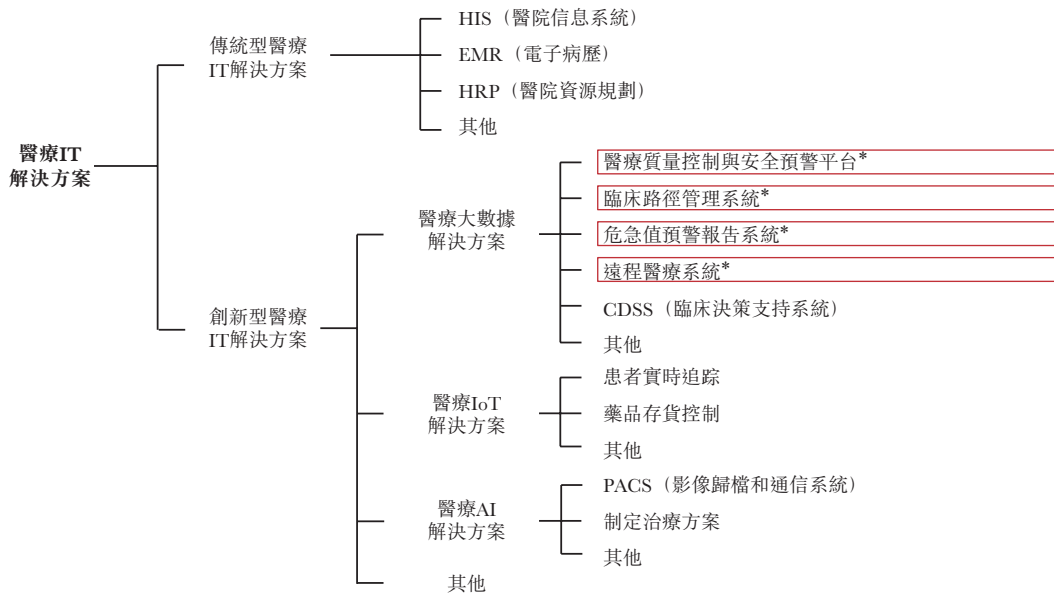 醫療IT
解決方案
傳統型醫療
IT解決方案
HIS（醫院信息系統）
EMR（電子病歷）
HRP（醫院資源規劃）
其他
創新型醫療
IT解決方案
醫療大數據
解決方案
醫療質量控制與安全預警平台*
臨床路徑管理系統*
危急值預警報告系統*
遠程醫療系統*
CDSS（臨床決策支持系統）
其他
醫療IoT
解決方案
患者實時追踪
藥品存貨控制
其他
醫療AI
解決方案
PACS（影像歸檔和通信系統）
制定治療方案
其他
其他